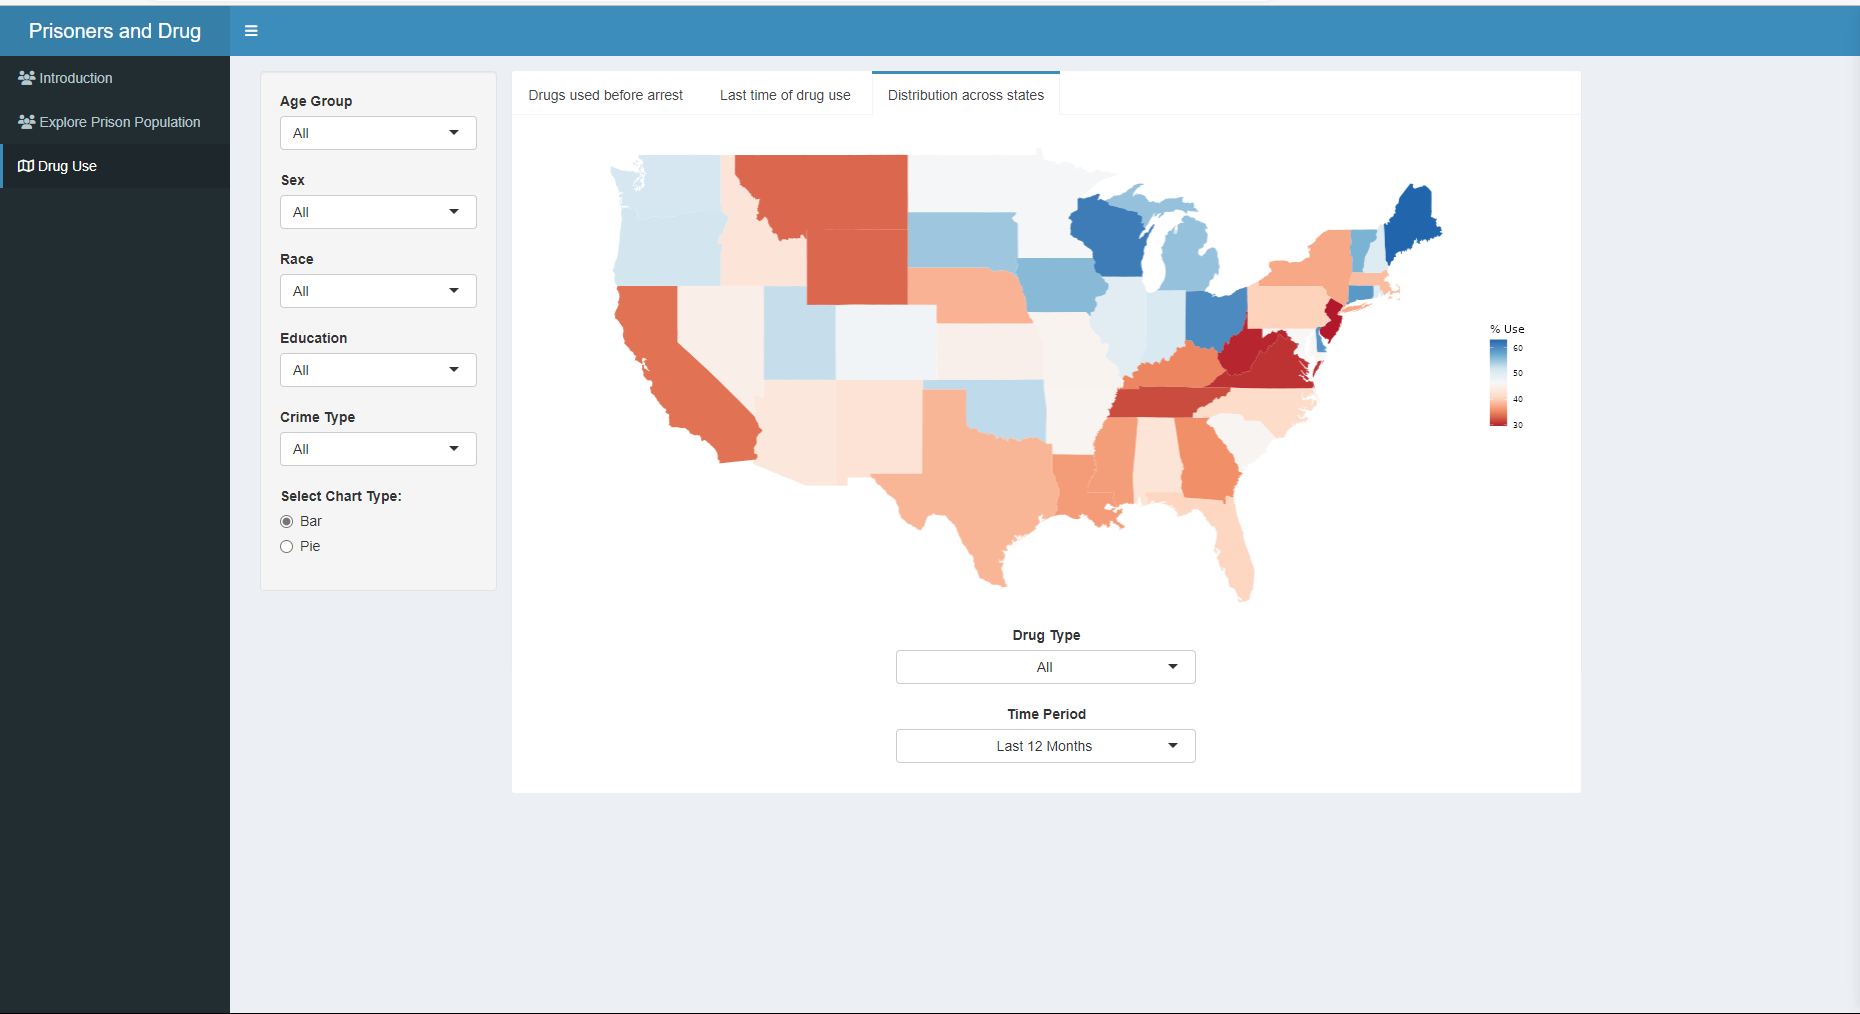 Prisoners and Drug
Introduction
Explore Prison Population
Drug Use
Age Group
All
Sex
All
Race
All
Education
All
Crime Type
All
Select Chart Type:
Bar
Pie
Drugs used before arrest
Last time of drug use
Distribution across states
% Use
60
50
40
30
Drug Type
All
Time Period
Last 12 Months